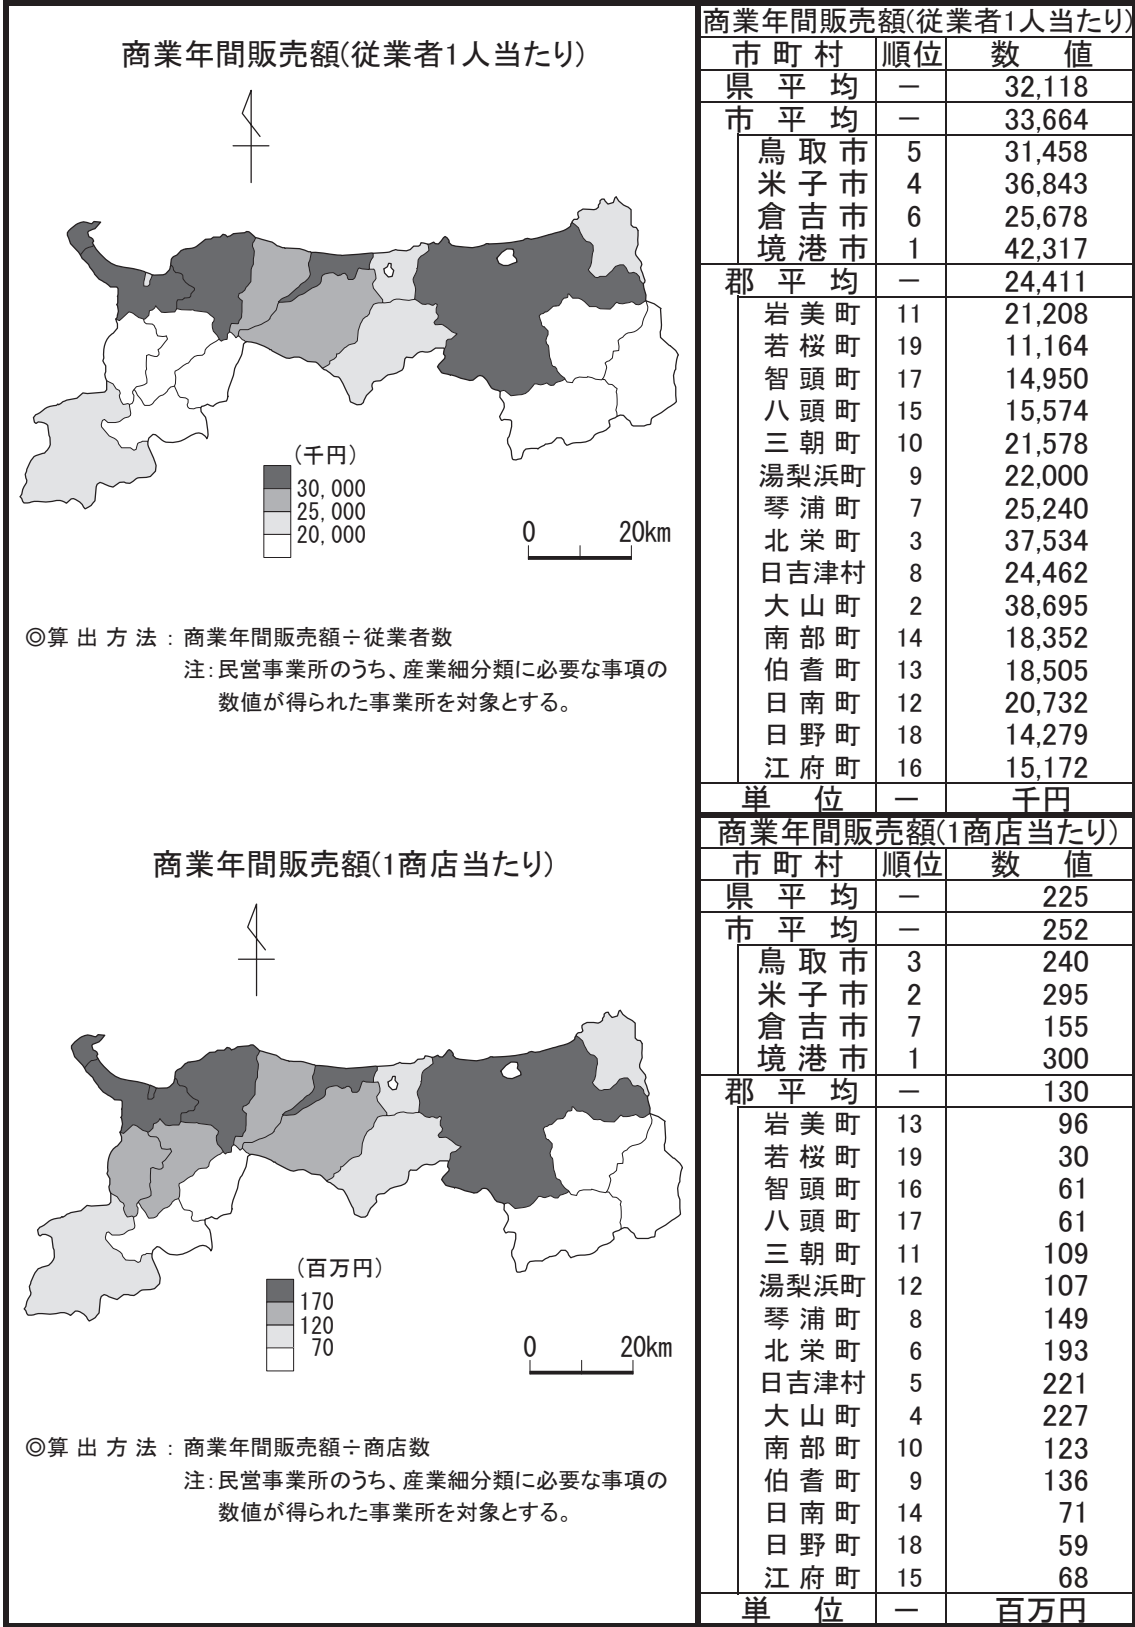 商業年間販売額(従業者1人当たり)
(千円)
30,000
25,000
20,000
0 20km
◎算出方法：商業年間販売額÷従業者数
注：民営事業所のうち、産業細分類に必要な事項の
数値が得られた事業所を対象とする。
商業年間販売額(従業者1人当たり)
市町村 順位 数値
県平均 － 32,118
市平均 － 33,664
鳥取市 5 31,458
米子市 4 36,843
倉吉市 6 25,678
境港市 1 42,317
郡平均 － 24,411
岩美町 11 21,208
若桜町 19 11,164
智頭町 17 14,950
八頭町 15 15,574
三朝町 10 21,578
湯梨浜町 9 22,000
琴浦町 7 25,240
北栄町 3 37,534
日吉津村 8 24,462
大山町 2 38,695
南部町 14 18,352
伯耆町 13 18,505
日南町 12 20,732
日野町 18 14,279
江府町 16 15,172
単位 － 千円
商業年間販売額(1商店当たり)
(百万円)
170
120
70
0 20km
◎算出方法：商業年間販売額÷商店数
注：民営事業所のうち、産業細分類に必要な事項の
数値が得られた事業所を対象とする。
商業年間販売額(1商店当たり)
市町村 順位 数値
県平均 － 225
市平均 － 252
鳥取市 3 240
米子市 2 295
倉吉市 7 155
境港市 1 300
郡平均 － 130
岩美町 13 96
若桜町 19 30
智頭町 16 61
八頭町 17 61
三朝町 11 109
湯梨浜町 12 107
琴浦町 8 149
北栄町 6 193
日吉津村 5 221
大山町 4 227
南部町 10 123
伯耆町 9 136
日南町 14 71
日野町 18 59
江府町 15 68
単位 － 百万円